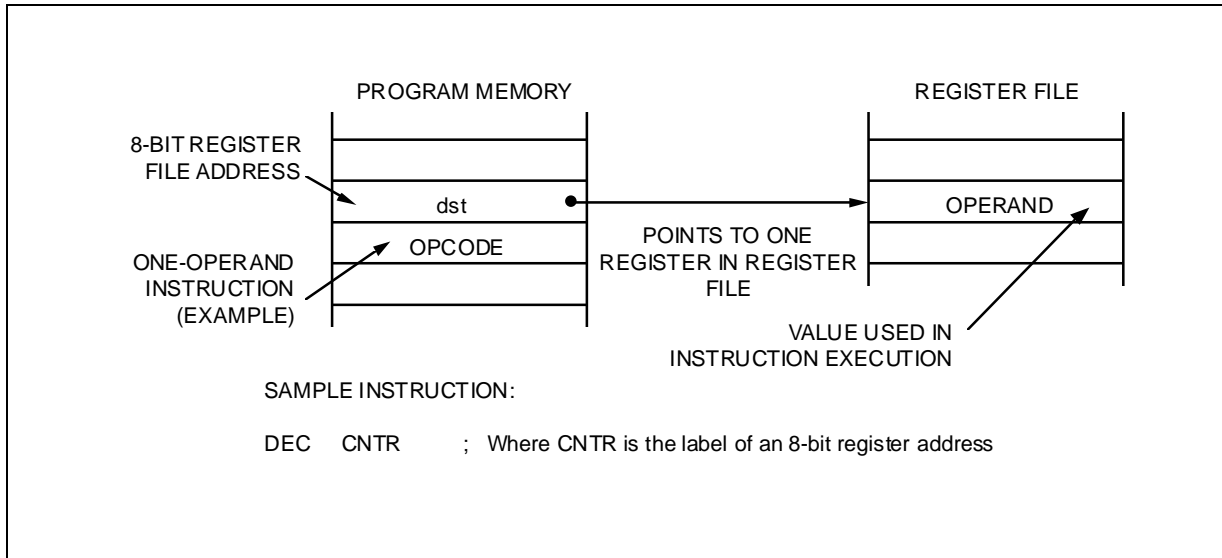 PROGRAM MEMORY
REGISTER FILE
8-BIT REGISTER
FILE ADDRESS
dst
OPERAND
OPCODE
POINTS TO ONE
REGISTER IN REGISTER
FILE
ONE-OPERAND
INSTRUCTION
(EXAMPLE)
VALUE USED IN
INSTRUCTION EXECUTION
SAMPLE INSTRUCTION:
DEC CNTR ; Where CNTR is the label of an 8-bit register address